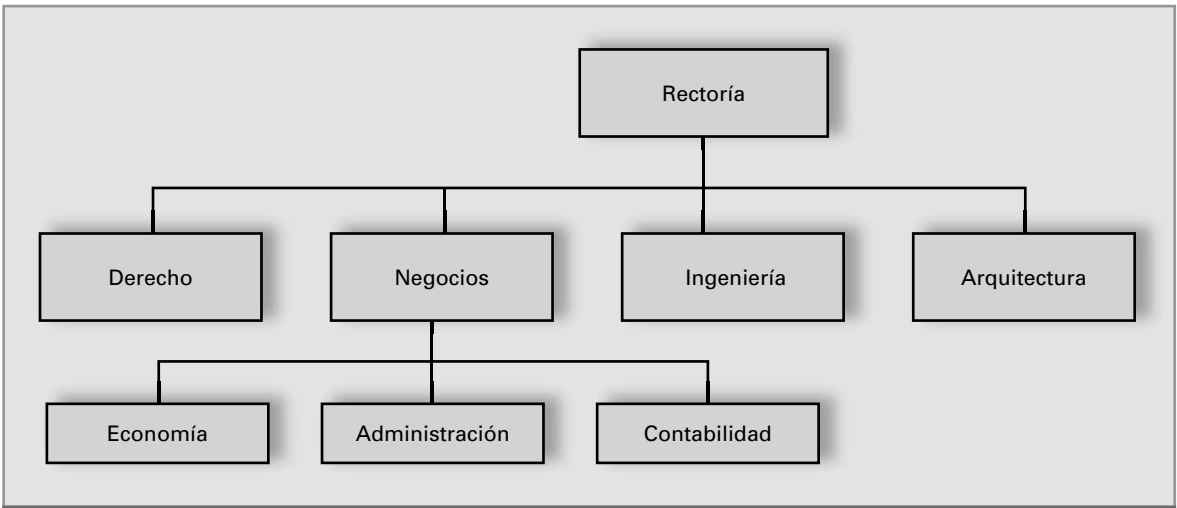 Rectoría
Derecho
Negocios
Ingeniería
Arquitectura
Economía
Administración
Contabilidad